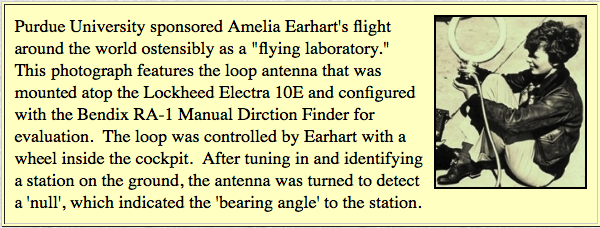 Purdue University sponsored Amelia Earhart's flight
around the world ostensibly as a "flying laboratory."
This photograph features the loop antenna that was
mounted atop the Lockheed Electra 10E and configured
with the Bendix RA-1 Manual Dirction Finder for
evaluation.  The loop was controlled by Earhart with a
wheel inside the cockpit.  After tuning in and identifying
a station on the ground, the antenna was turned to detect
a 'null', which indicated the 'bearing angle' to the station.